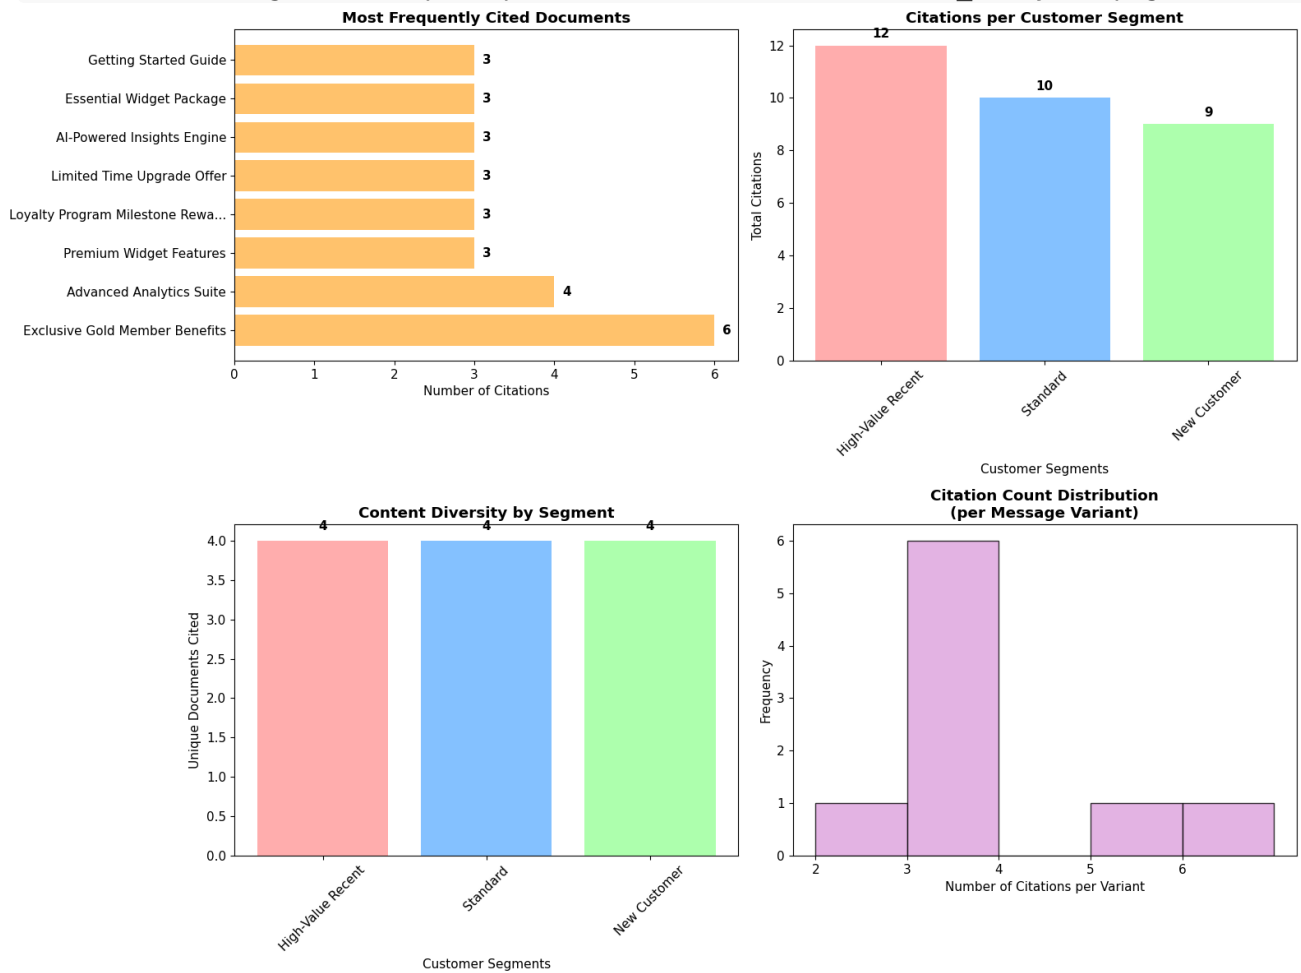 Most Frequently Cited Documents
Getting Started Guide
3
Essential Widget Package
3
AI-Powered Insights Engine
3
Limited Time Upgrade Offer
3
Loyalty Program Milestone Rewa...
3
Premium Widget Features
3
Advanced Analytics Suite
4
Exclusive Gold Member Benefits
6
0 1 2 3 4 5 6
Number of Citations
Citations per Customer Segment
12
10
9
12
10
8
6
4
2
0
Total Citations
High-Value Recent
Standard
New Customer
Customer Segments
Content Diversity by Segment
4 4 4
4.0
3.5
3.0
2.5
2.0
1.5
1.0
0.5
0.0
Unique Documents Cited
High-Value Recent
Standard
New Customer
Customer Segments
Citation Count Distribution
(per Message Variant)
6
5
4
3
2
1
0
Frequency
2 3 4 5 6
Number of Citations per Variant